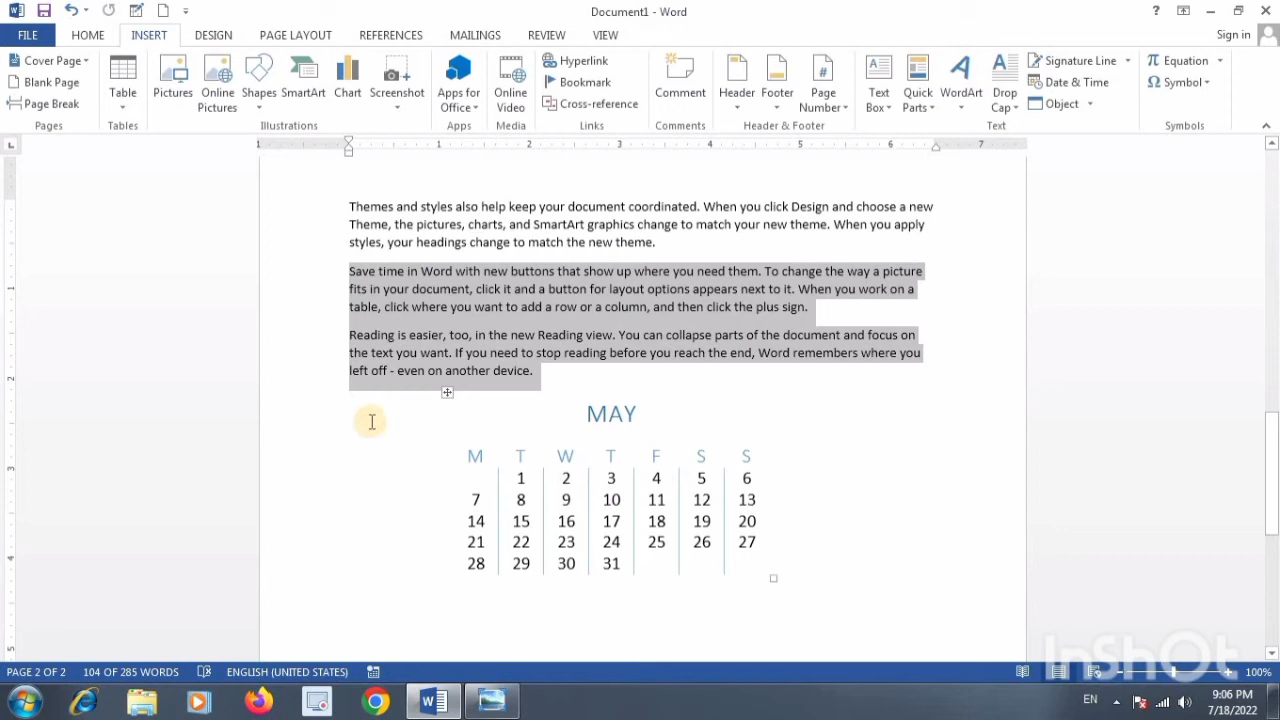 Document1 - Word
? 
FILE HOME INSERT DESIGN PAGE LAYOUT REFERENCES MAILINGS REVIEW VIEW Sign in
Cover Page
Blank Page
Page Break
Pages
Table
Tables
Pictures
Online Pictures
Shapes
SmartArt
Chart
Screenshot
Illustrations
Apps for Office
Apps
Online Video
Media
Hyperlink
Bookmark
Cross-reference
Links
Comment
Comments
Header
Footer
Page Number
Header & Footer
Text Box
Quick Parts
WordArt
Drop Cap
Signature Line
Date & Time
Object
Text
Equation
Symbol
Symbols
1 1 2 3 4 5 6 7
Themes and styles also help keep your document coordinated. When you click Design and choose a new
Theme, the pictures, charts, and SmartArt graphics change to match your new theme. When you apply
styles, your headings change to match the new theme.
Save time in Word with new buttons that show up where you need them. To change the way a picture
fits in your document, click it and a button for layout options appears next to it. When you work on a
table, click where you want to add a row or a column, and then click the plus sign.
Reading is easier, too, in the new Reading view. You can collapse parts of the document and focus on
the text you want. If you need to stop reading before you reach the end, Word remembers where you
left off - even on another device.
MAY
M T W T F S S
1 2 3 4 5 6
7 8 9 10 11 12 13
14 15 16 17 18 19 20
21 22 23 24 25 26 27
28 29 30 31
1
2
3
4
5
InShOt
PAGE 2 OF 2 104 OF 285 WORDS ENGLISH (UNITED STATES) 100%
EN 9:06 PM
7/18/2022